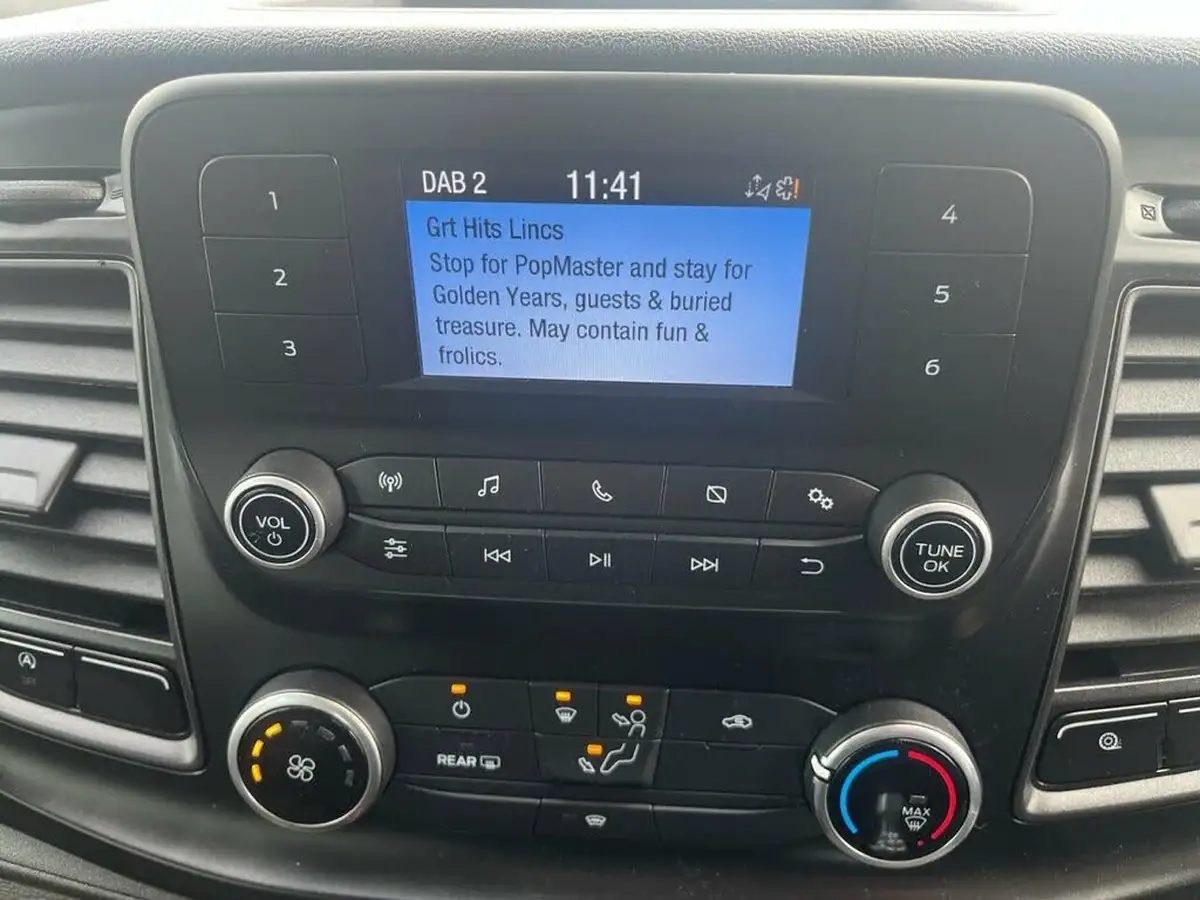 DAB 2 11:41
Grt Hits Lincs
Stop for PopMaster and stay for
Golden Years, guests & buried
treasure. May contain fun &
frolics.
1
2
3
4
5
6
VOL
TUNE
OK
REAR
MAX